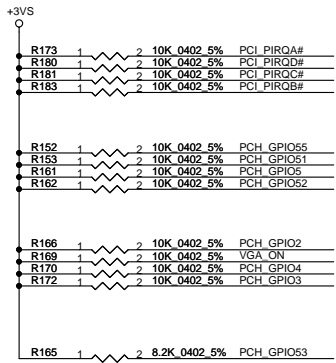 +3VS
R173 1 2 10K_0402_5% PCI_PIRQA#
R180 1 2 10K_0402_5% PCI_PIRQD#
R181 1 2 10K_0402_5% PCI_PIRQC#
R183 1 2 10K_0402_5% PCI_PIRQB#
R152 1 2 10K_0402_5% PCH_GPIO55
R153 1 2 10K_0402_5% PCH_GPIO51
R161 1 2 10K_0402_5% PCH_GPIO5
R162 1 2 10K_0402_5% PCH_GPIO52
R166 1 2 10K_0402_5% PCH_GPIO2
R169 1 2 10K_0402_5% VGA_ON
R170 1 2 10K_0402_5% PCH_GPIO4
R172 1 2 10K_0402_5% PCH_GPIO3
R165 1 2 8.2K_0402_5% PCH_GPIO53